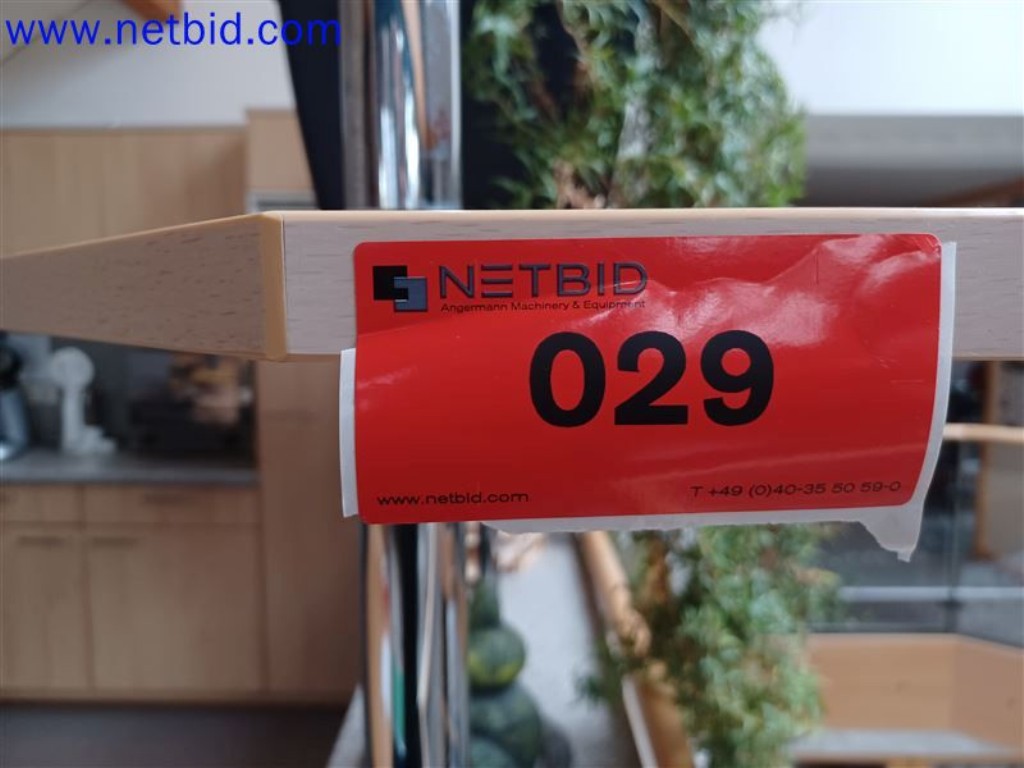 www.netbid.com
NETBID
Angermann Machinery & Equipment
029
www.netbid.com
T +49 (0)40-35 50 59-0